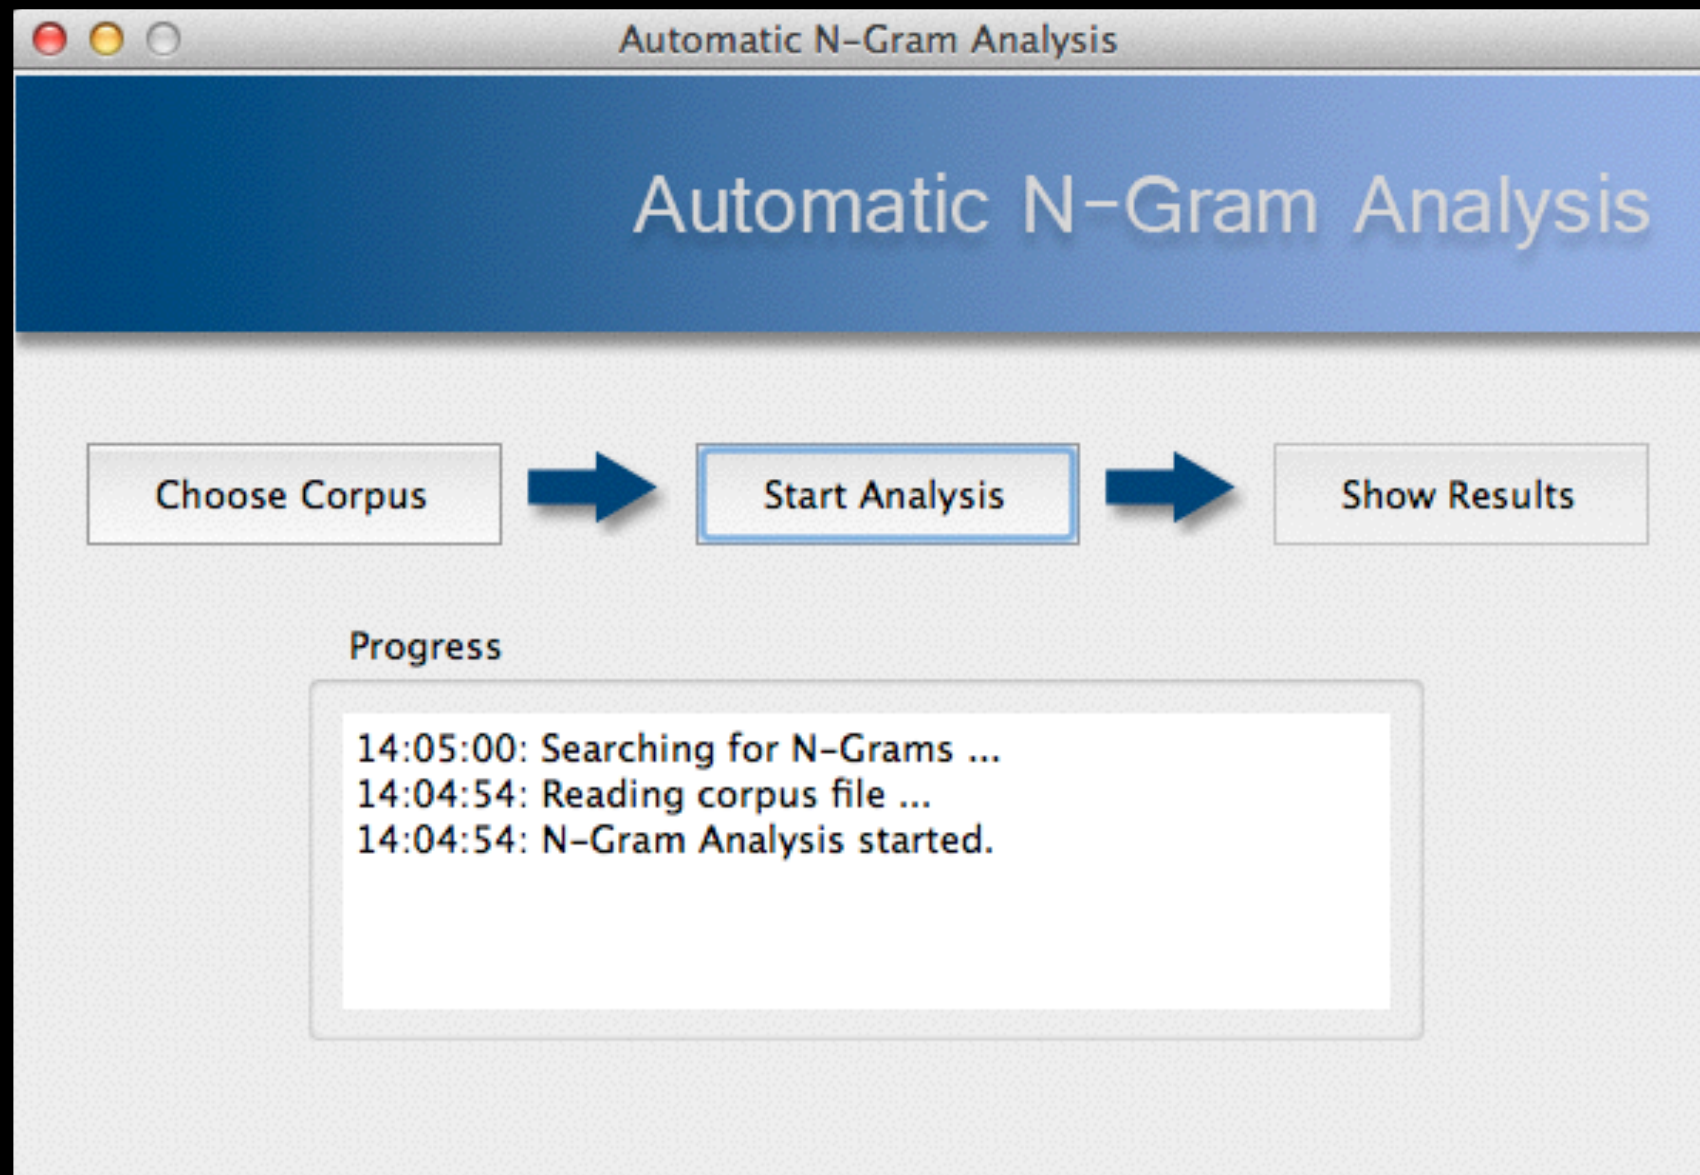 Automatic N-Gram Analysis
Automatic N-Gram Analysis
Choose Corpus
Start Analysis
Show Results
Progress
14:05:00: Searching for N-Grams ...
14:04:54: Reading corpus file ...
14:04:54: N-Gram Analysis started.